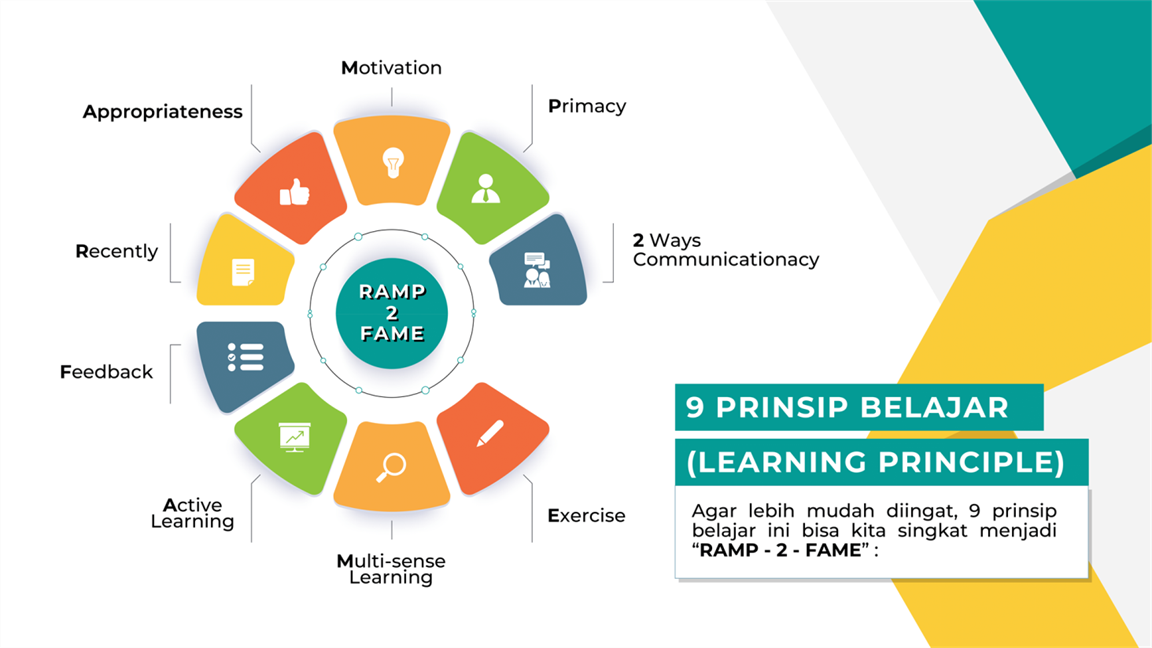 Motivation
Appropriateness
Primacy
Recently
2 Ways
Communicationacy
RAMP
2
FAME
Feedback
Active
Learning
Multi-sense
Learning
Exercise
9 PRINSIP BELAJAR
(LEARNING PRINCIPLE)
Agar lebih mudah diingat, 9 prinsip
belajar ini bisa kita singkat menjadi
“RAMP - 2 - FAME” :